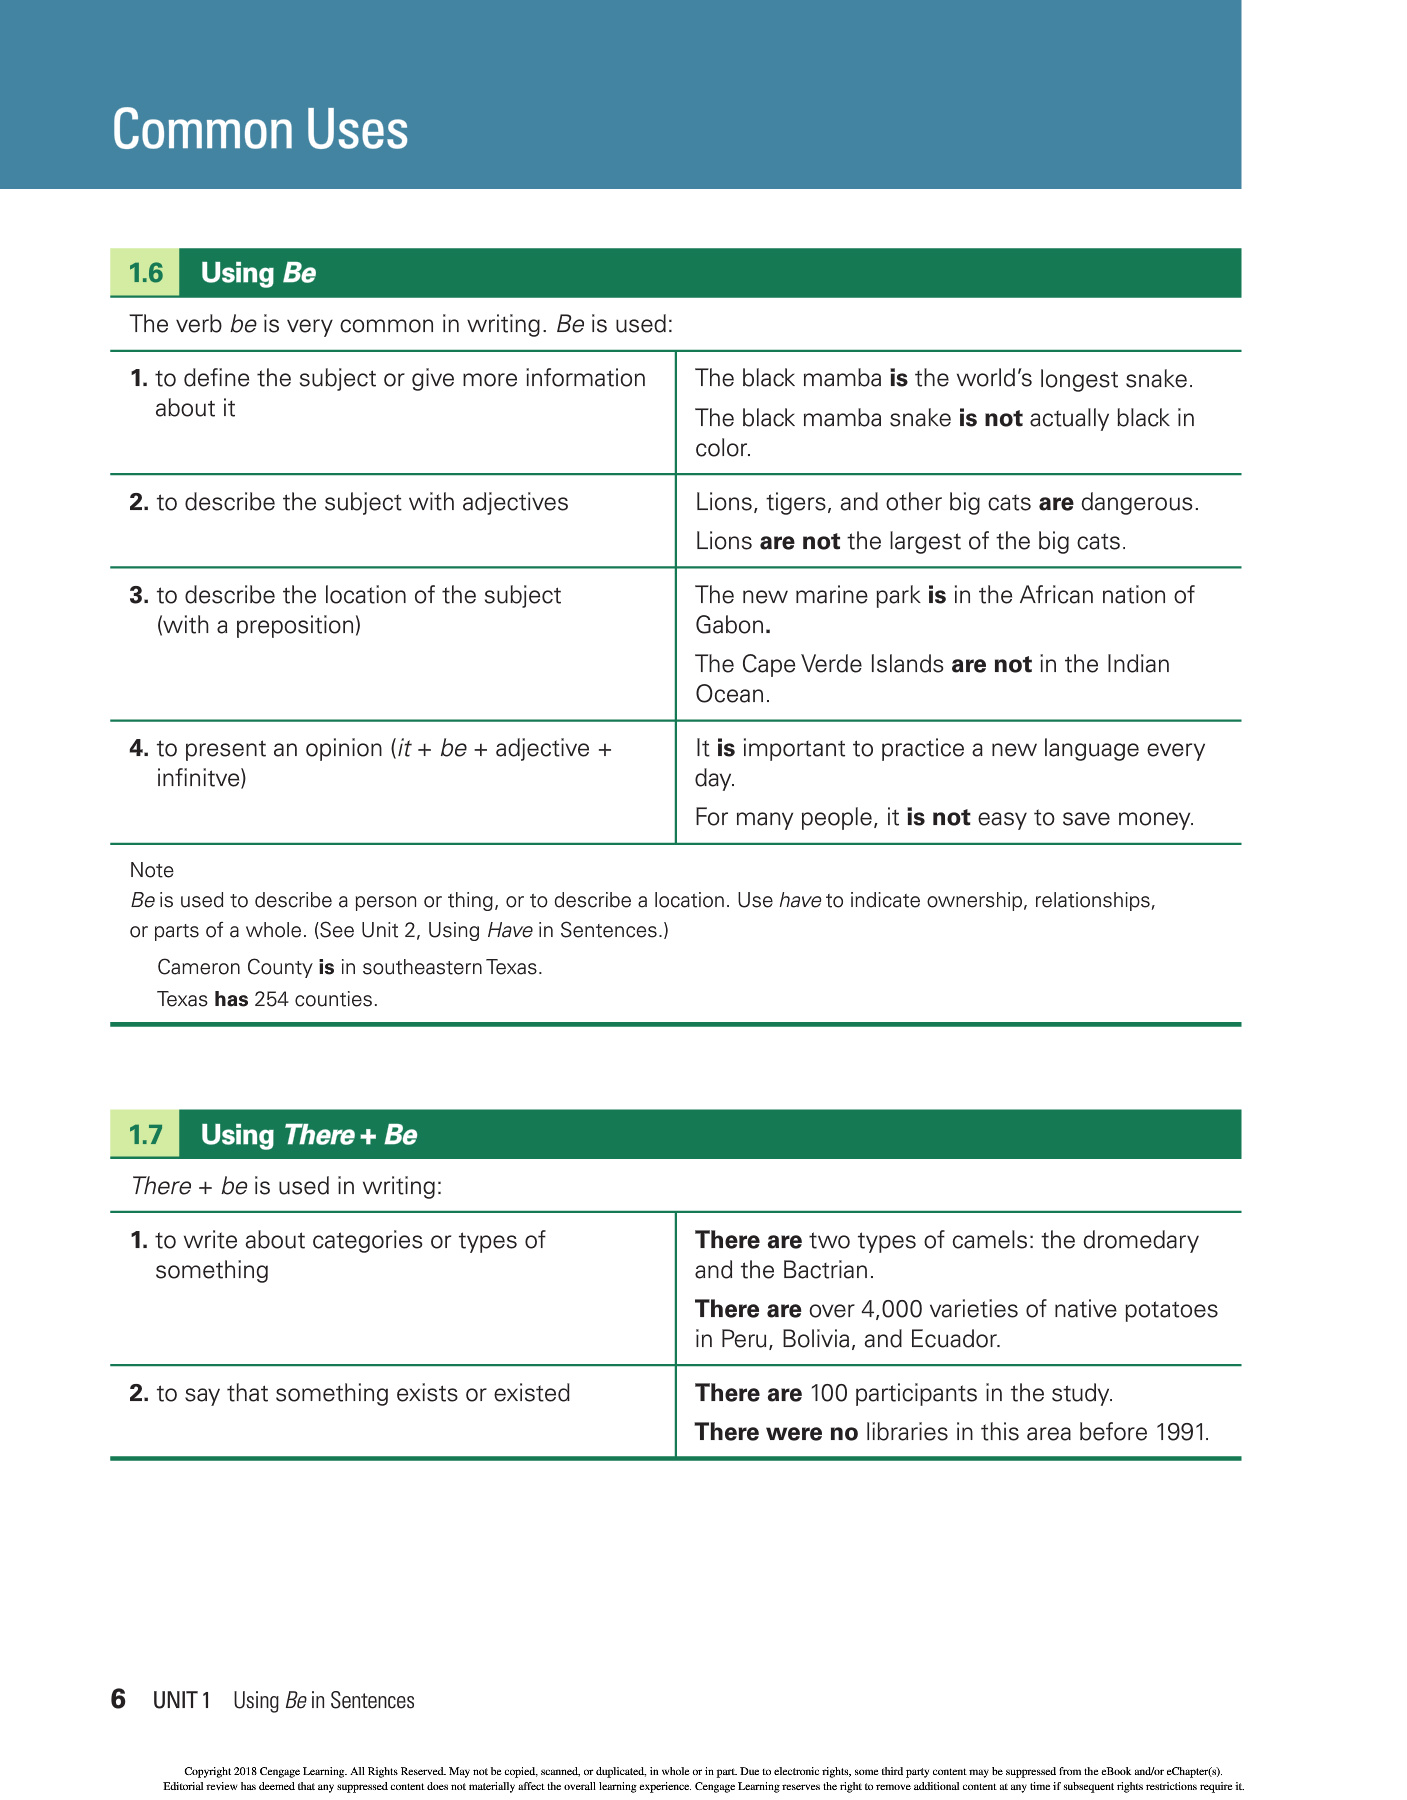 Common Uses
1.6 Using Be
The verb be is very common in writing. Be is used:
1. to define the subject or give more information
about it
The black mamba is the world's longest snake.
The black mamba snake is not actually black in
color.
2. to describe the subject with adjectives
Lions, tigers, and other big cats are dangerous.
Lions are not the largest of the big cats.
3. to describe the location of the subject
(with a preposition)
The new marine park is in the African nation of
Gabon.
The Cape Verde Islands are not in the Indian
Ocean.
4. to present an opinion (it + be + adjective +
infinitve)
It is important to practice a new language every
day.
For many people, it is not easy to save money.
Note
Be is used to describe a person or thing, or to describe a location. Use have to indicate ownership, relationships,
or parts of a whole. (See Unit 2, Using Have in Sentences.)
Cameron County is in southeastern Texas.
Texas has 254 counties.
1.7 Using There + Be
There + be is used in writing:
1. to write about categories or types of
something
There are two types of camels: the dromedary
and the Bactrian.
There are over 4,000 varieties of native potatoes
in Peru, Bolivia, and Ecuador.
2. to say that something exists or existed
There are 100 participants in the study.
There were no libraries in this area before 1991.
6 UNIT 1 Using Be in Sentences
Copyright 2018 Cengage Learning. All Rights Reserved. May not be copied, scanned, or duplicated, in whole or in part. Due to electronic rights, some third party content may be suppressed from the eBook and/or eChapter(s).
Editorial review has deemed that any suppressed content does not materially affect the overall learning experience. Cengage Learning reserves the right to remove additional content at any time if subsequent rights restrictions require it.